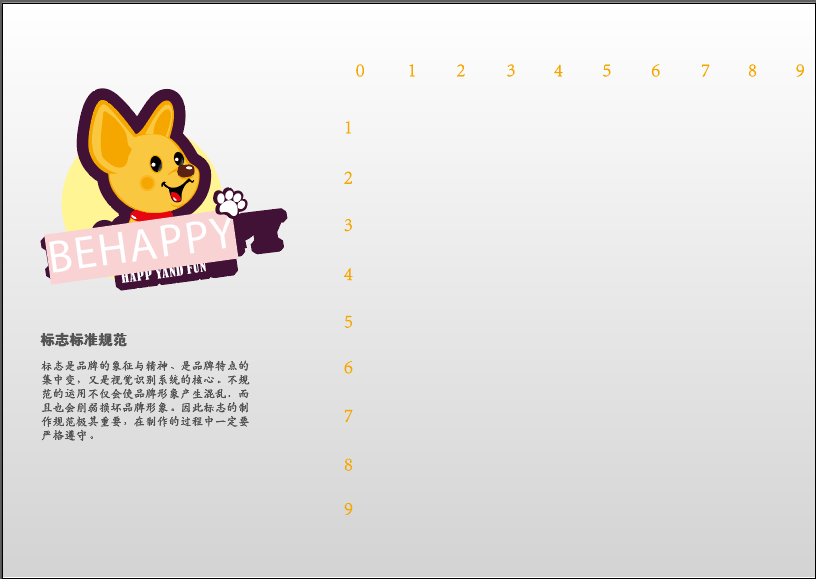 0 1 2 3 4 5 6 7 8 9
1
2
3
4
5
6
7
8
9
BEHAPPY
HAPP YAND FUN
标志标准规范
标志是品牌的象征与精神、是品牌特点的
集中变，又是视觉识别系统的核心。不规
范的运用不仅会使品牌形象产生混乱，而
且也会削弱损坏品牌形象。因此标志的制
作规范极其重要，在制作的过程中一定要
严格遵守。